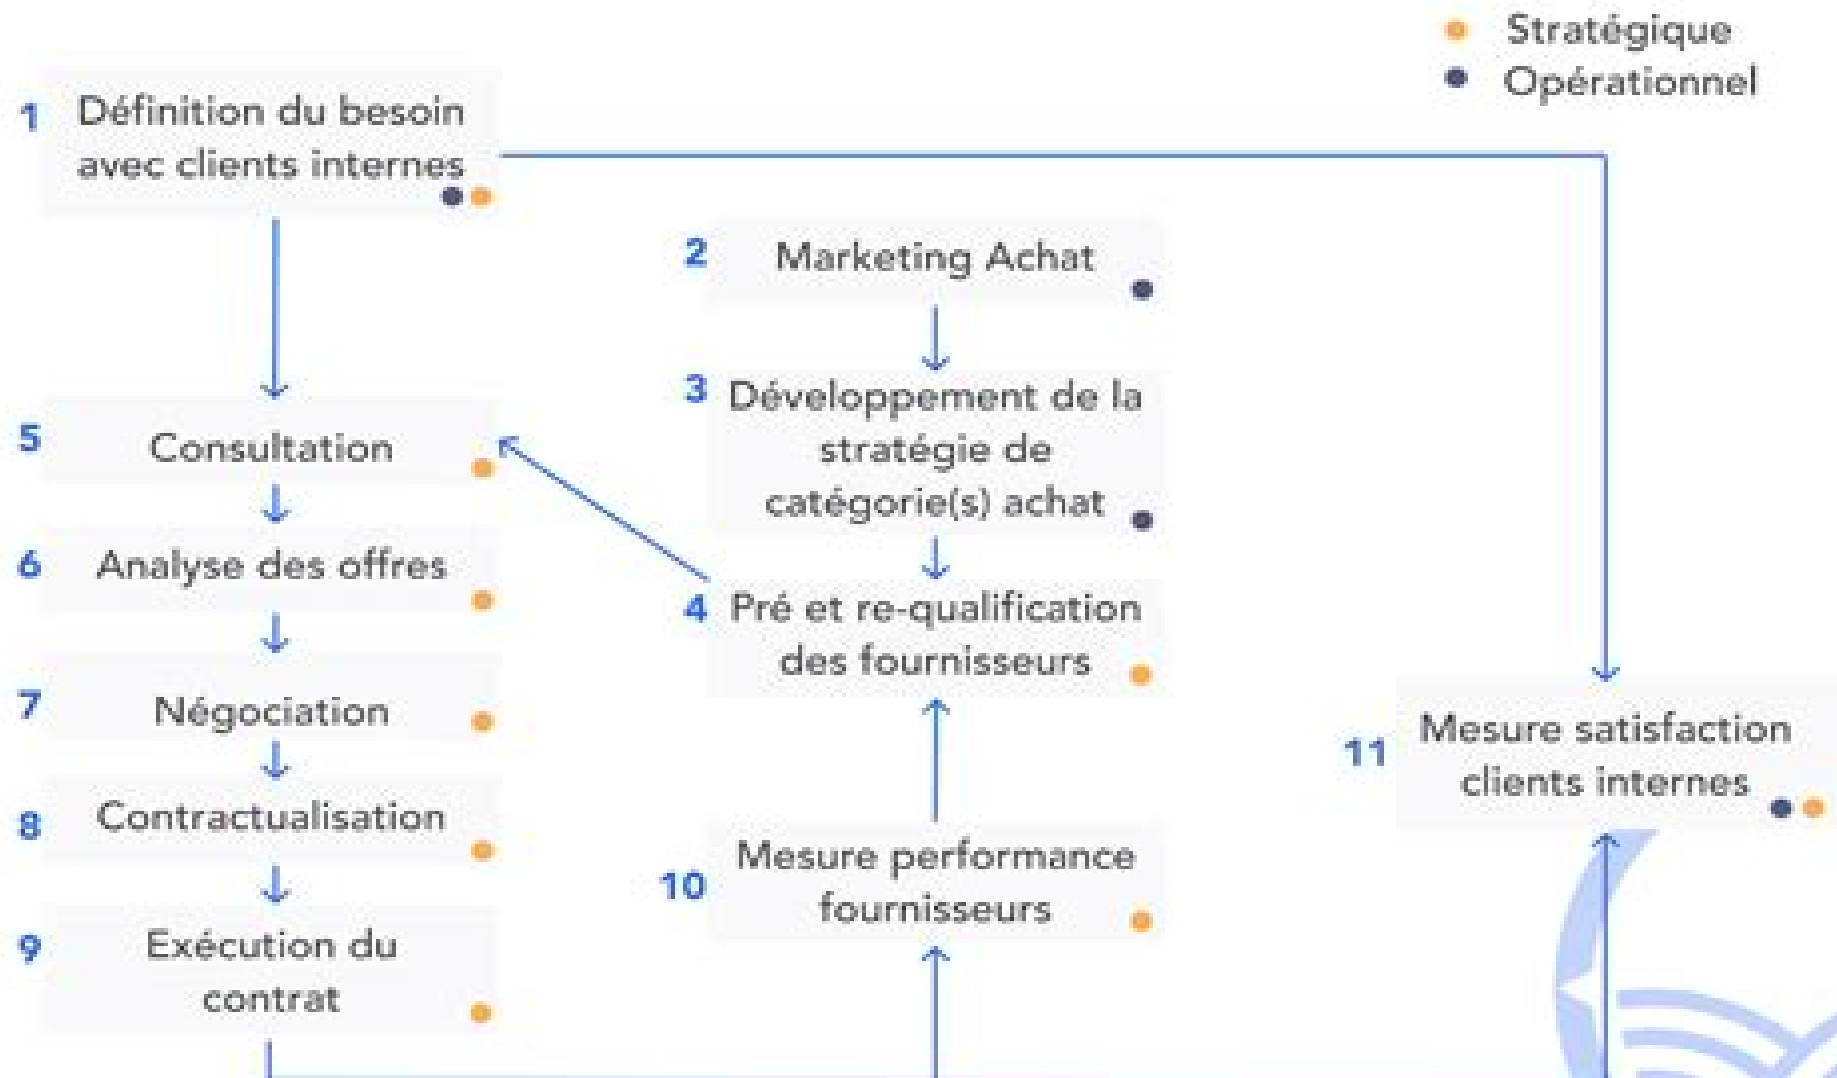 Stratégique
Opérationnel
1
Définition du besoin
avec clients internes
2
Marketing Achat
3
Développement de la
stratégie de
catégorie(s) achat
4
Pré et re-qualification
des fournisseurs
5
Consultation
6
Analyse des offres
7
Négociation
8
Contractualisation
9
Exécution du
contrat
10
Mesure performance
fournisseurs
11
Mesure satisfaction
clients internes